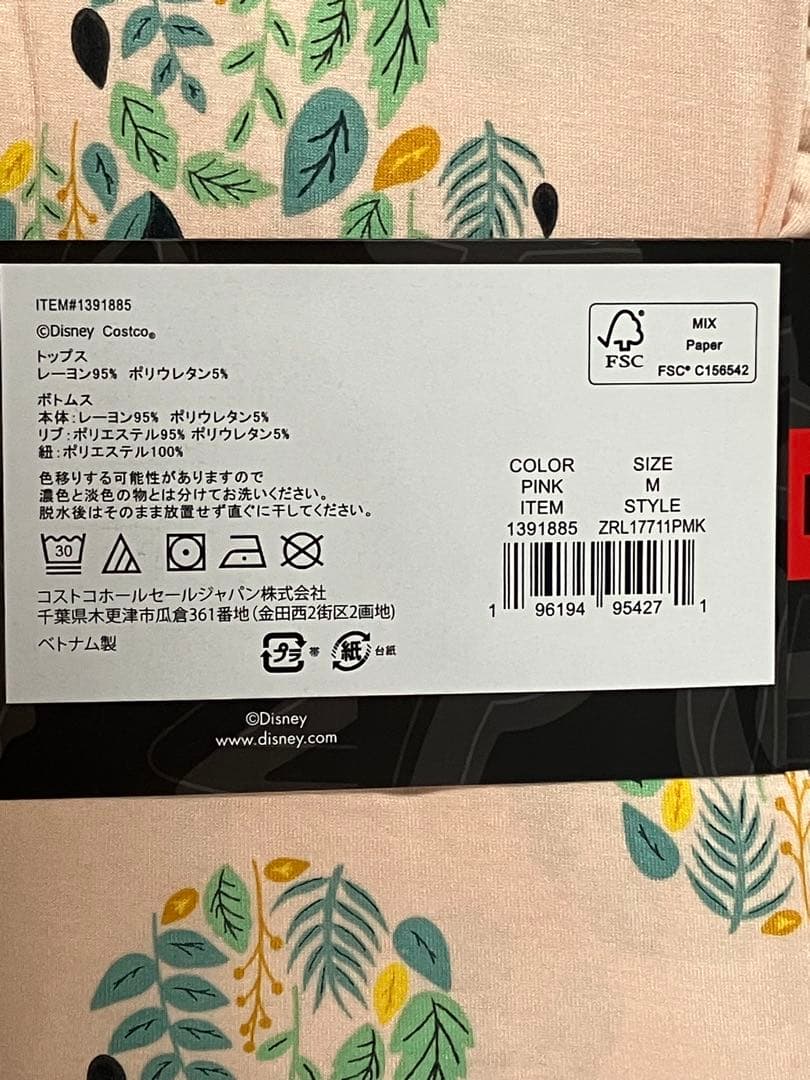 ITEM#1391885
©Disney Costco®
トップス
レーヨン95% ポリウレタン5%
ボトムス
本体:レーヨン95% ポリウレタン5%
リブ:ポリエステル95% ポリウレタン5%
紐:ポリエステル100%
色移りする可能性がありますので
濃色と淡色の物とは分けてお洗いください。
脱水後はそのまま放置せず直ぐに干してください。
30
コストコホールセールジャパン株式会社
千葉県木更津市瓜倉361番地(金田西2街区2画地)
ベトナム製
プラ 帯 紙 台紙
FSC
MIX
Paper
FSC® C156542
COLOR SIZE
PINK M
ITEM STYLE
1391885 ZRL17711PMK
1 96194 95427 1
©Disney
www.disney.com